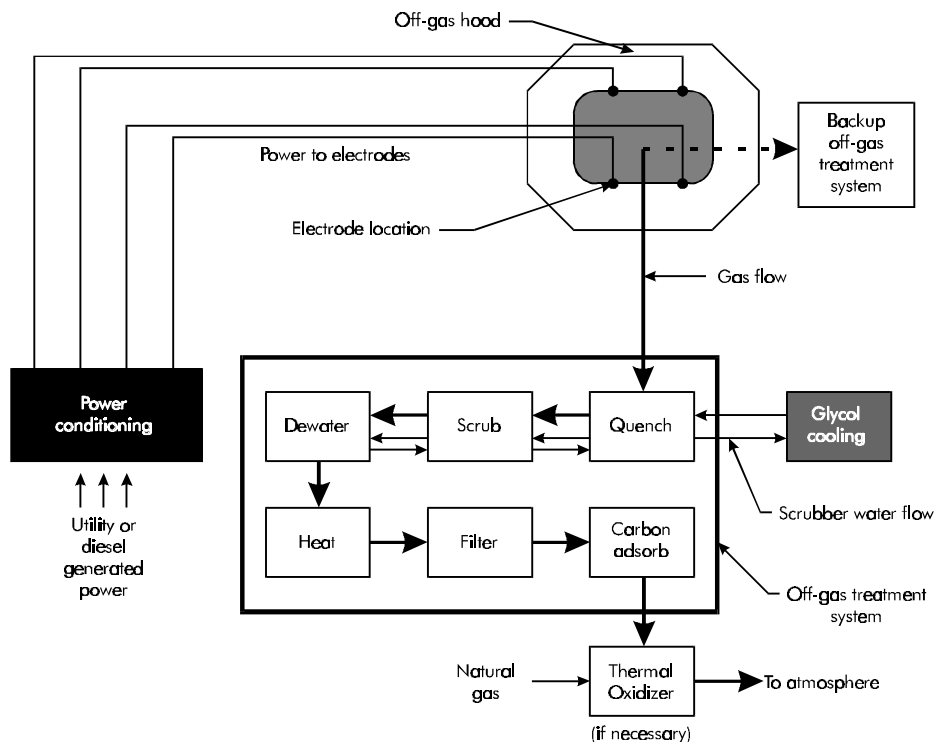 Off-gas hood
Backup
off-gas
treatment
system
Power to electrodes
Electrode location
Gas flow
Power
conditioning
Dewater
Scrub
Quench
Glycol
cooling
Scrubber water flow
Utility or
diesel
generated
power
Heat
Filter
Carbon
adsorb
Off-gas treatment
system
Natural
gas
Thermal
Oxidizer
To atmosphere
(if necessary)